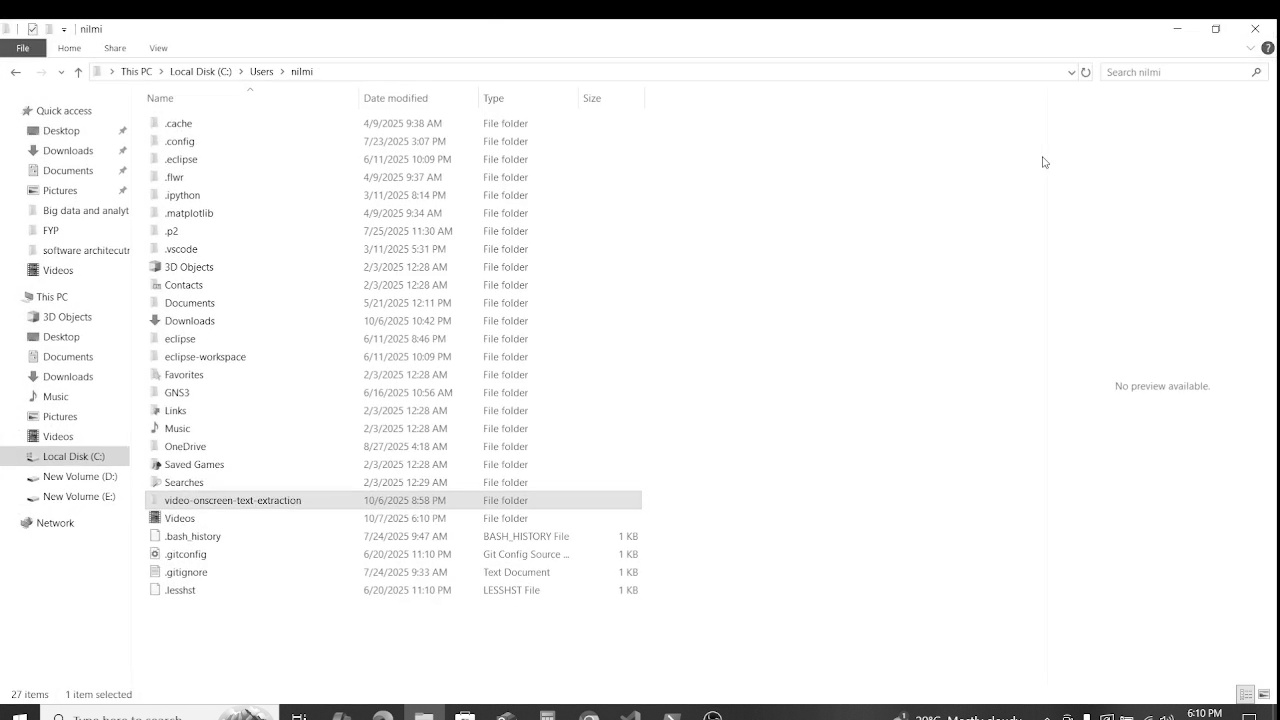 nilmi
File Home Share View
This PC Local Disk (C:) Users nilmi
Search nilmi
Name Date modified Type Size
Quick access
Desktop
Downloads
Documents
Pictures
Big data and analyt
FYP
software architecutr
Videos
This PC
3D Objects
Desktop
Documents
Downloads
Music
Pictures
Videos
Local Disk (C:)
New Volume (D:)
New Volume (E:)
Network
.cache 4/9/2025 9:38 AM File folder
.config 7/23/2025 3:07 PM File folder
.eclipse 6/11/2025 10:09 PM File folder
.flwr 4/9/2025 9:37 AM File folder
.ipython 3/11/2025 8:14 PM File folder
.matplotlib 4/9/2025 9:34 AM File folder
.p2 7/25/2025 11:30 AM File folder
.vscode 3/11/2025 5:31 PM File folder
3D Objects 2/3/2025 12:28 AM File folder
Contacts 2/3/2025 12:28 AM File folder
Documents 5/21/2025 12:11 PM File folder
Downloads 10/6/2025 10:42 PM File folder
eclipse 6/11/2025 8:46 PM File folder
eclipse-workspace 6/11/2025 10:09 PM File folder
Favorites 2/3/2025 12:28 AM File folder
GNS3 6/16/2025 10:56 AM File folder
Links 2/3/2025 12:28 AM File folder
Music 2/3/2025 12:28 AM File folder
OneDrive 8/27/2025 4:18 AM File folder
Saved Games 2/3/2025 12:28 AM File folder
Searches 2/3/2025 12:29 AM File folder
video-onscreen-text-extraction 10/6/2025 8:58 PM File folder
Videos 10/7/2025 6:10 PM File folder
.bash_history 7/24/2025 9:47 AM BASH_HISTORY File 1 KB
.gitconfig 6/20/2025 11:10 PM Git Config Source ... 1 KB
.gitignore 7/24/2025 9:33 AM Text Document 1 KB
.lesshst 6/20/2025 11:10 PM LESSHST File 1 KB
No preview available.
27 items 1 item selected
Type here to search
6:10 PM